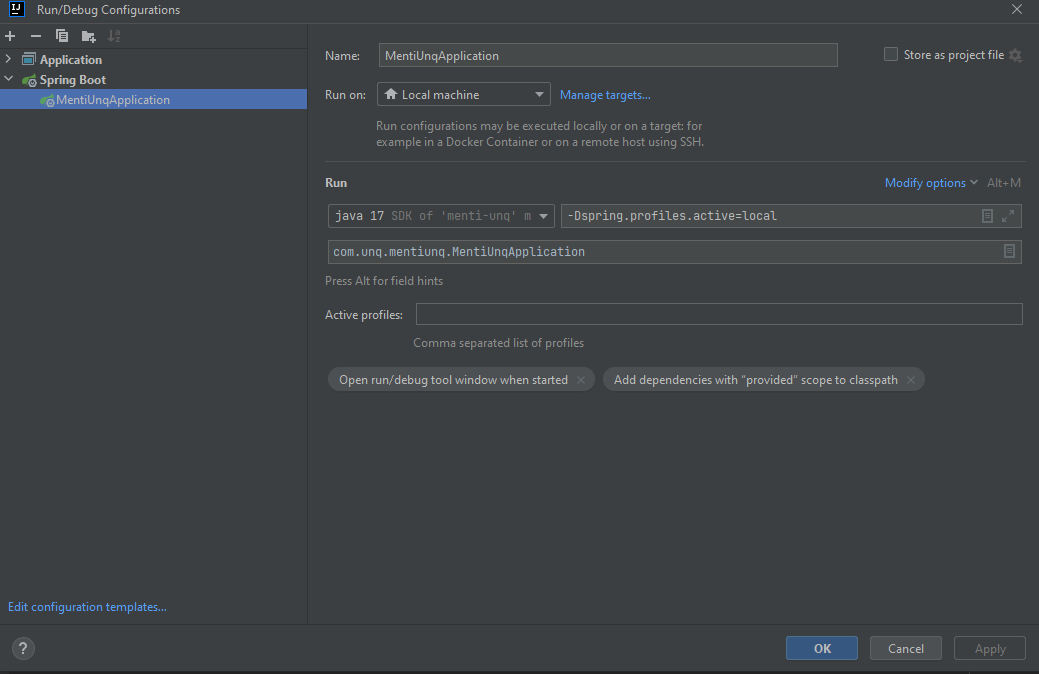 Run/Debug Configurations
Application
Spring Boot
MentiUnqApplication
Name: MentiUnqApplication Store as project file
Run on: Local machine Manage targets...
Run configurations may be executed locally or on a target: for
example in a Docker Container or on a remote host using SSH.
Run Modify options Alt+M
java 17 SDK of 'menti-unq' m -Dspring.profiles.active=local
com.unq.mentiunq.MentiUnqApplication
Press Alt for field hints
Active profiles:
Comma separated list of profiles
Open run/debug tool window when started Add dependencies with "provided" scope to classpath
Edit configuration templates...
? OK Cancel Apply